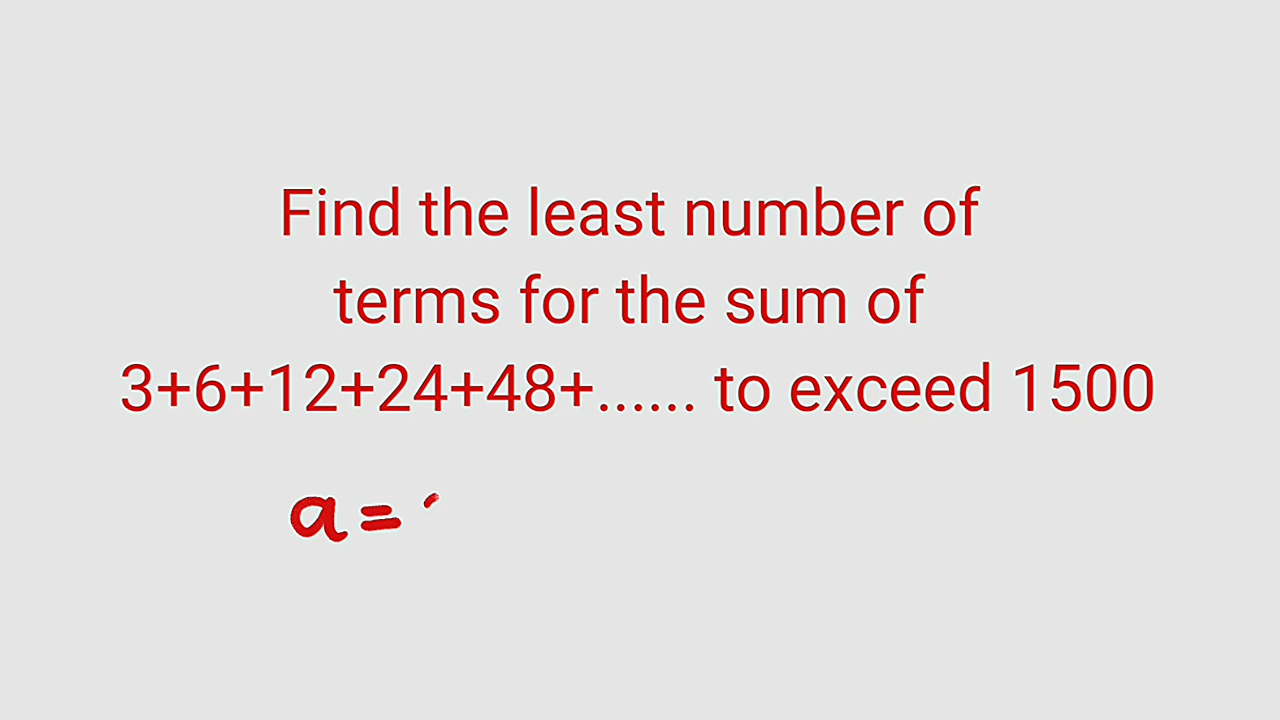 Find the least number of
terms for the sum of
3+6+12+24+48+...... to exceed 1500
a=